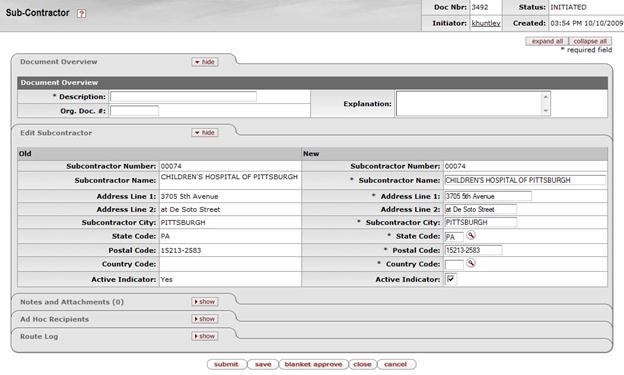 Sub-Contractor ?
Doc Nbr: 3492 Status: INITIATED
Initiator: khuntley Created: 03:54 PM 10/10/2009
expand all collapse all
* required field
Document Overview hide
Document Overview
* Description: Explanation:
Org. Doc. #:
Edit Subcontractor hide
Old New
Subcontractor Number: 00074 Subcontractor Number: 00074
Subcontractor Name: CHILDREN'S HOSPITAL OF PITTSBURGH * Subcontractor Name: CHILDREN'S HOSPITAL OF PITTSBURGH
Address Line 1: 3705 5th Avenue * Address Line 1: 3705 5th Avenue
Address Line 2: at De Soto Street Address Line 2: at De Soto Street
Subcontractor City: PITTSBURGH * Subcontractor City: PITTSBURGH
State Code: PA * State Code: PA
Postal Code: 15213-2583 * Postal Code: 15213-2583
Country Code: * Country Code:
Active Indicator: Yes Active Indicator:
Notes and Attachments (0) show
Ad Hoc Recipients show
Route Log show
submit save blanket approve close cancel